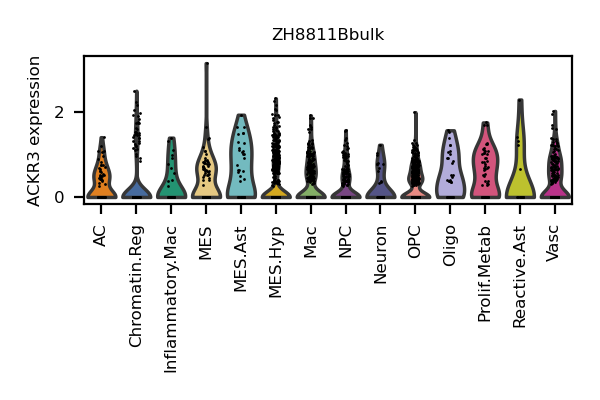 ZH8811Bbulk
ACKR3 expression
2
0
AC
Chromatin.Reg
Inflammatory.Mac
MES
MES.Ast
MES.Hyp
Mac
NPC
Neuron
OPC
Oligo
Prolif.Metab
Reactive.Ast
Vasc